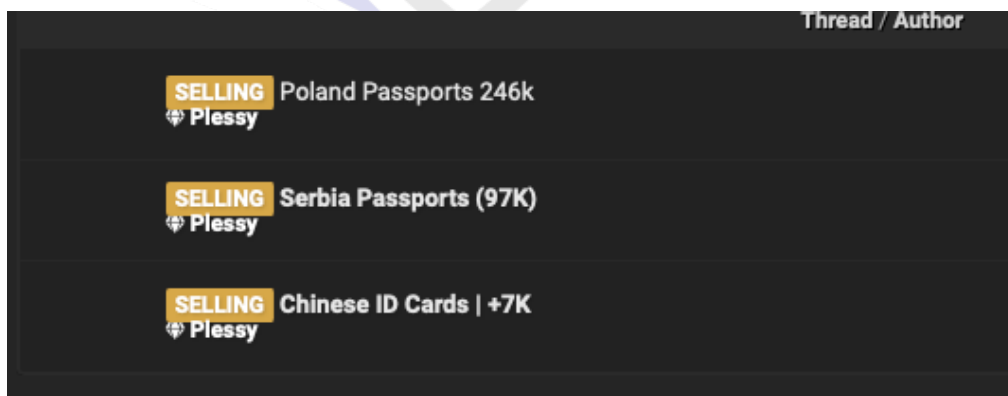 Thread / Author
SELLING Poland Passports 246k
Plessy
SELLING Serbia Passports (97K)
Plessy
SELLING Chinese ID Cards | +7K
Plessy